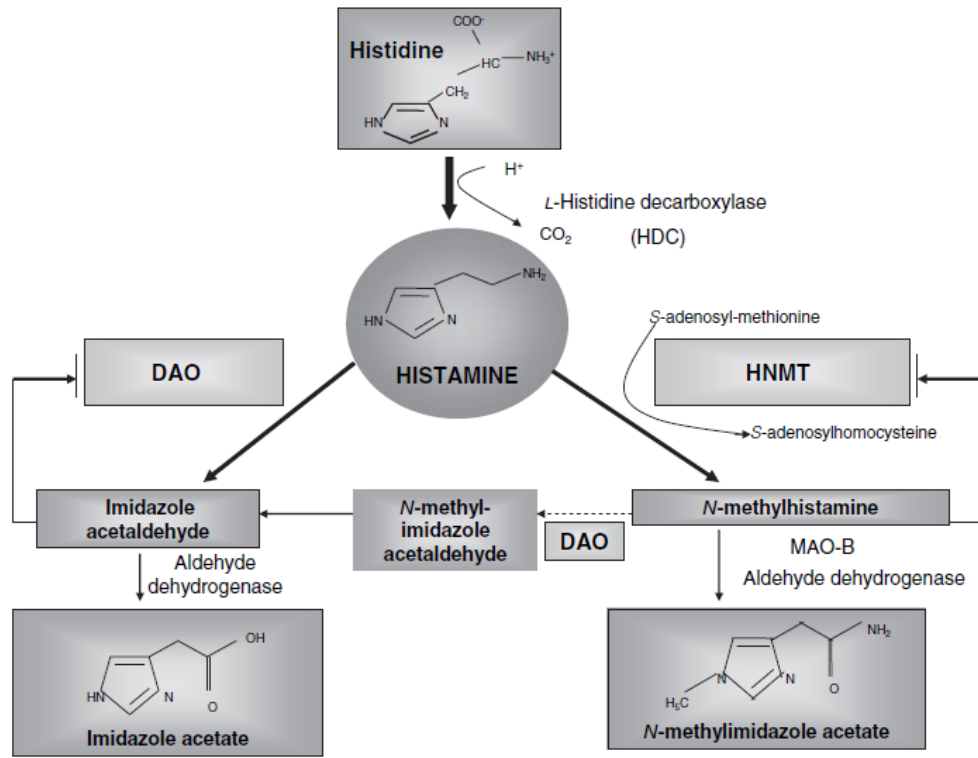 COO-
Histidine
HC
NH3+
CH2
HN
N
H+
L-Histidine decarboxylase
CO2
(HDC)
NH2
HN
N
HISTAMINE
S-adenosyl-methionine
DAO
HNMT
S-adenosylhomocysteine
Imidazole
acetaldehyde
N-methyl-
imidazole
acetaldehyde
DAO
N-methylhistamine
Aldehyde
dehydrogenase
MAO-B
Aldehyde dehydrogenase
OH
HN
N
O
Imidazole acetate
NH2
N
N
O
H5C
N-methylimidazole acetate